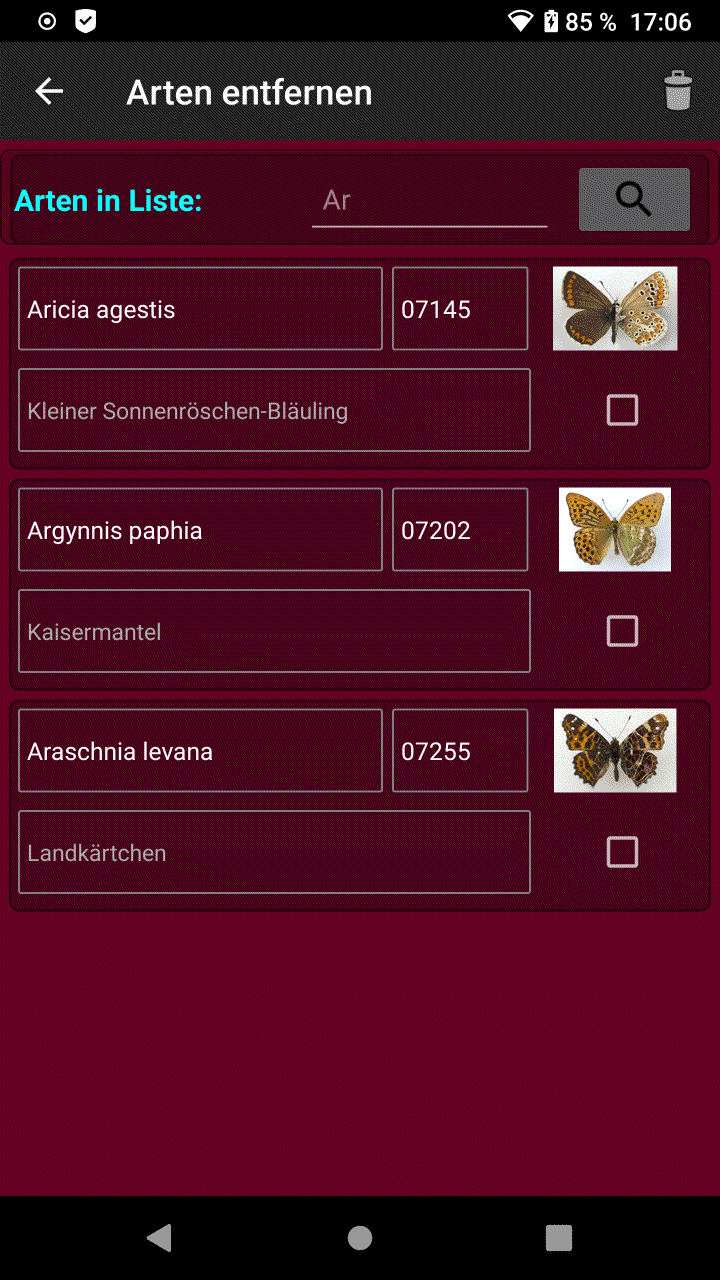 85 % 17:06
Arten entfernen
Arten in Liste: Ar
Aricia agestis 07145
Kleiner Sonnenröschen-Bläuling
Argynnis paphia 07202
Kaisermantel
Araschnia levana 07255
Landkärtchen